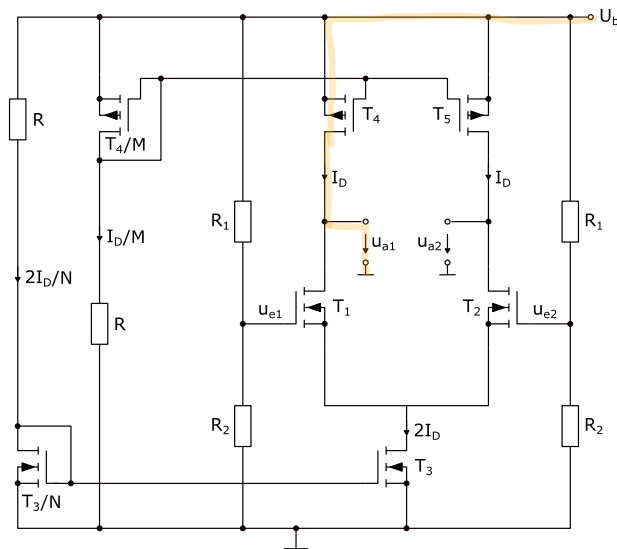 U_b
R
T_4/M
T_4
T_5
I_D
I_D
R_1
I_D/M
u_a1
u_a2
R_1
2I_D/N
R
u_e1
T_1
T_2
u_e2
R_2
2I_D
R_2
T_3
T_3/N